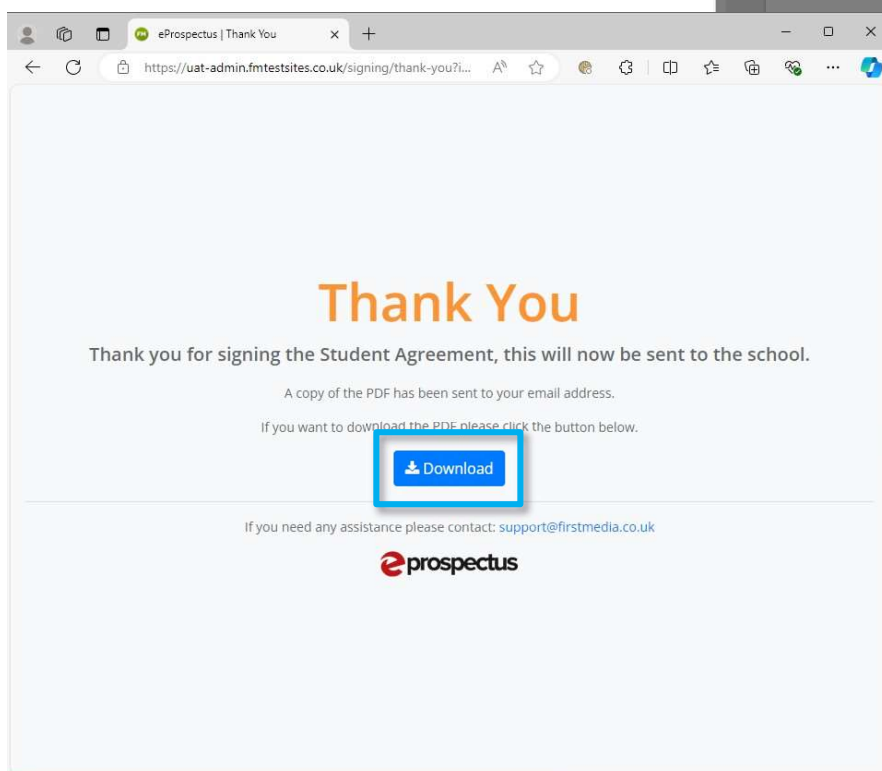 eProspectus | Thank You
https://uat-admin.fmtestsites.co.uk/signing/thank-you?i...
Thank You
Thank you for signing the Student Agreement, this will now be sent to the school.
A copy of the PDF has been sent to your email address.
If you want to download the PDF please click the button below.
Download
If you need any assistance please contact: support@firstmedia.co.uk
eprospectus